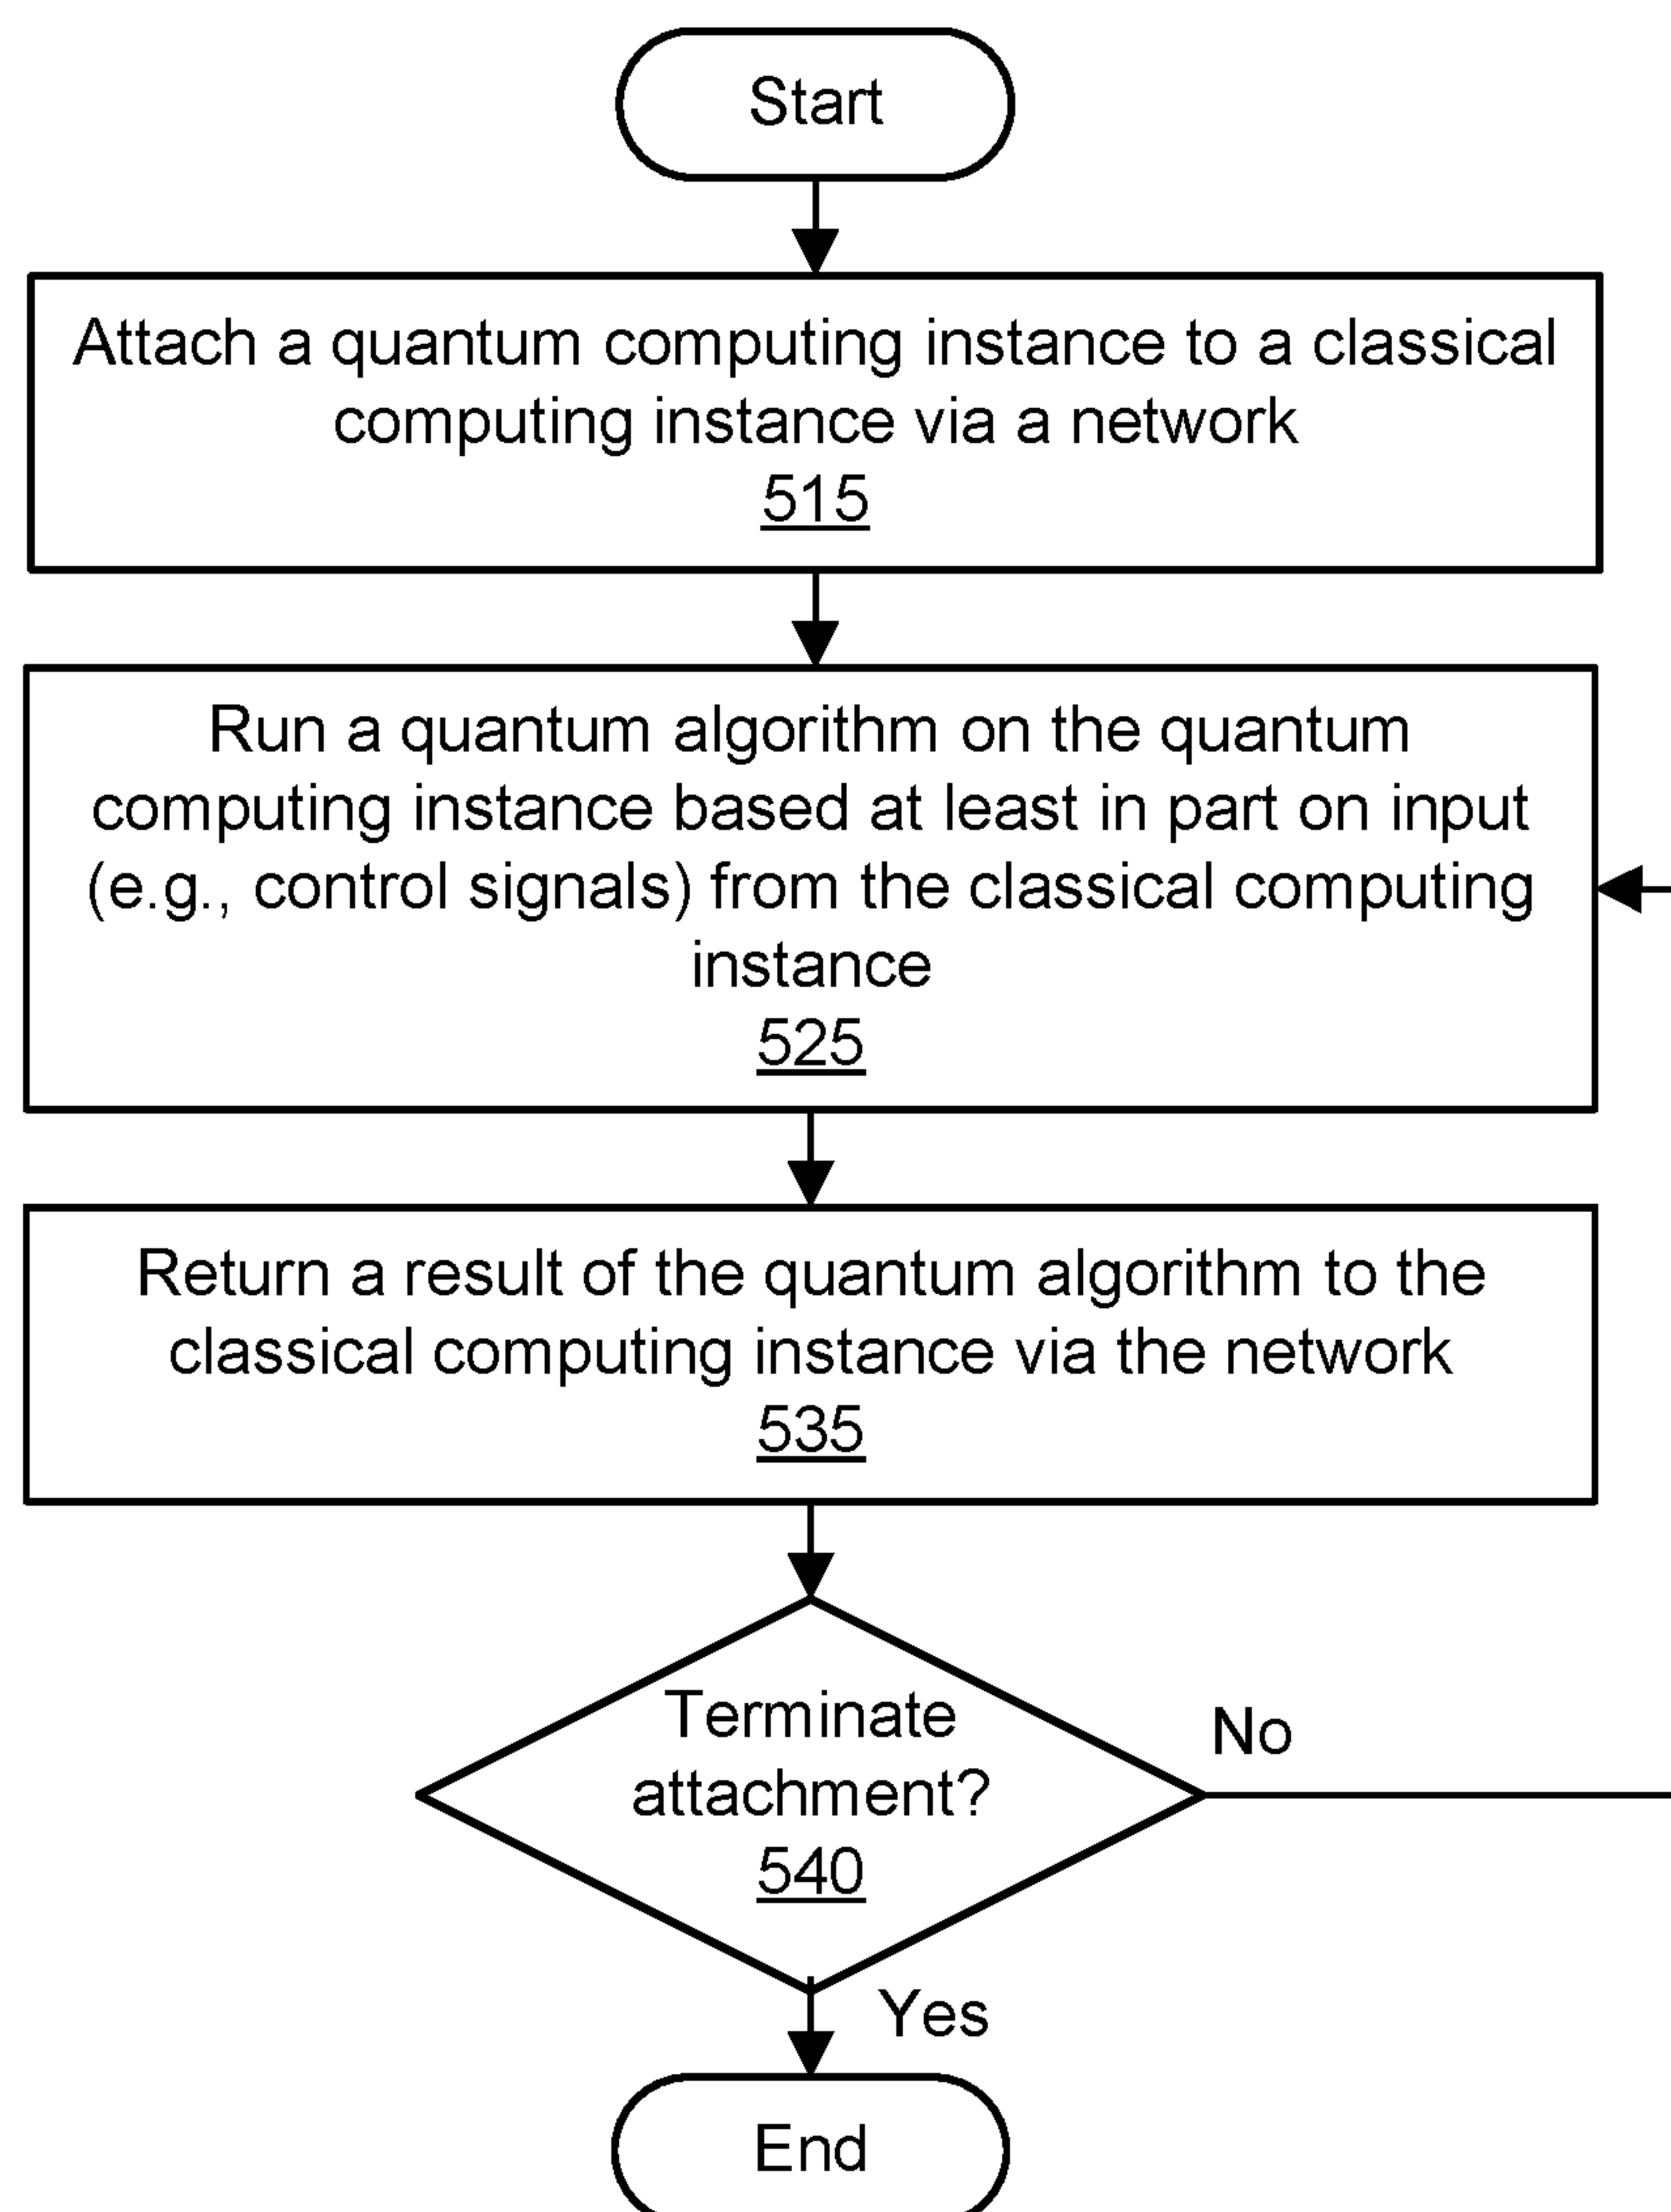 Start
Attach a quantum computing instance to a classical
computing instance via a network
515
Run a quantum algorithm on the quantum
computing instance based at least in part on input
(e.g., control signals) from the classical computing
instance
525
Return a result of the quantum algorithm to the
classical computing instance via the network
535
Terminate
attachment?
540
No
Yes
End